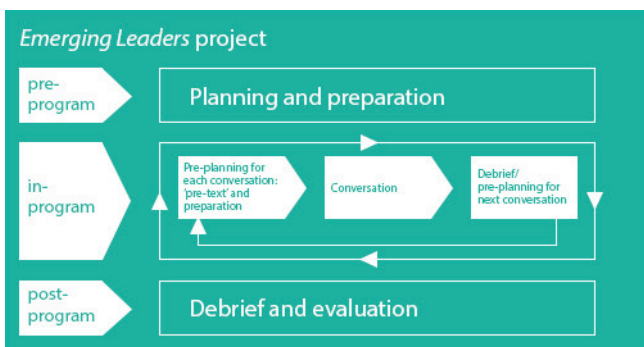 Emerging Leaders project
pre-
program
Planning and preparation
in-
program
Pre-planning for
each conversation:
'pre-text' and
preparation
Conversation
Debrief/
pre-planning for
next conversation
post-
program
Debrief and evaluation